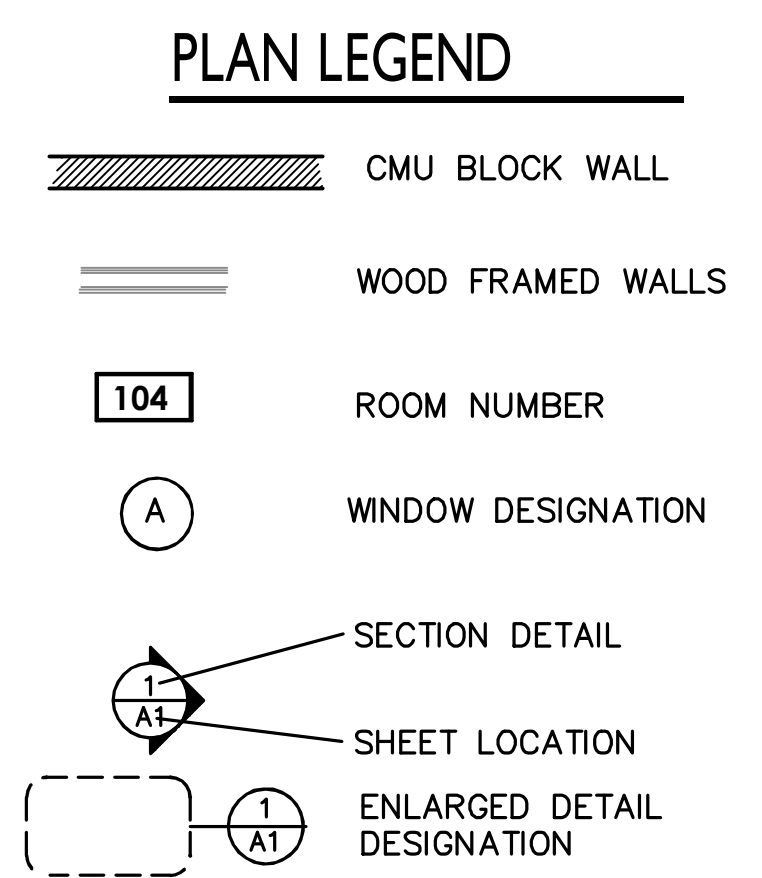 PLAN LEGEND
CMU BLOCK WALL
WOOD FRAMED WALLS
104 ROOM NUMBER
A WINDOW DESIGNATION
SECTION DETAIL
1
A1
SHEET LOCATION
1
A1
ENLARGED DETAIL
DESIGNATION